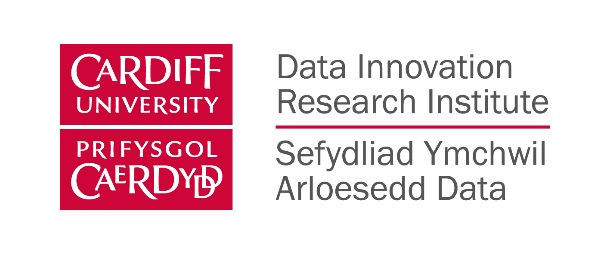 CARDIFF
UNIVERSITY
PRIFYSGOL
CAERDYDD
Data Innovation
Research Institute
Sefydliad Ymchwil
Arloesedd Data